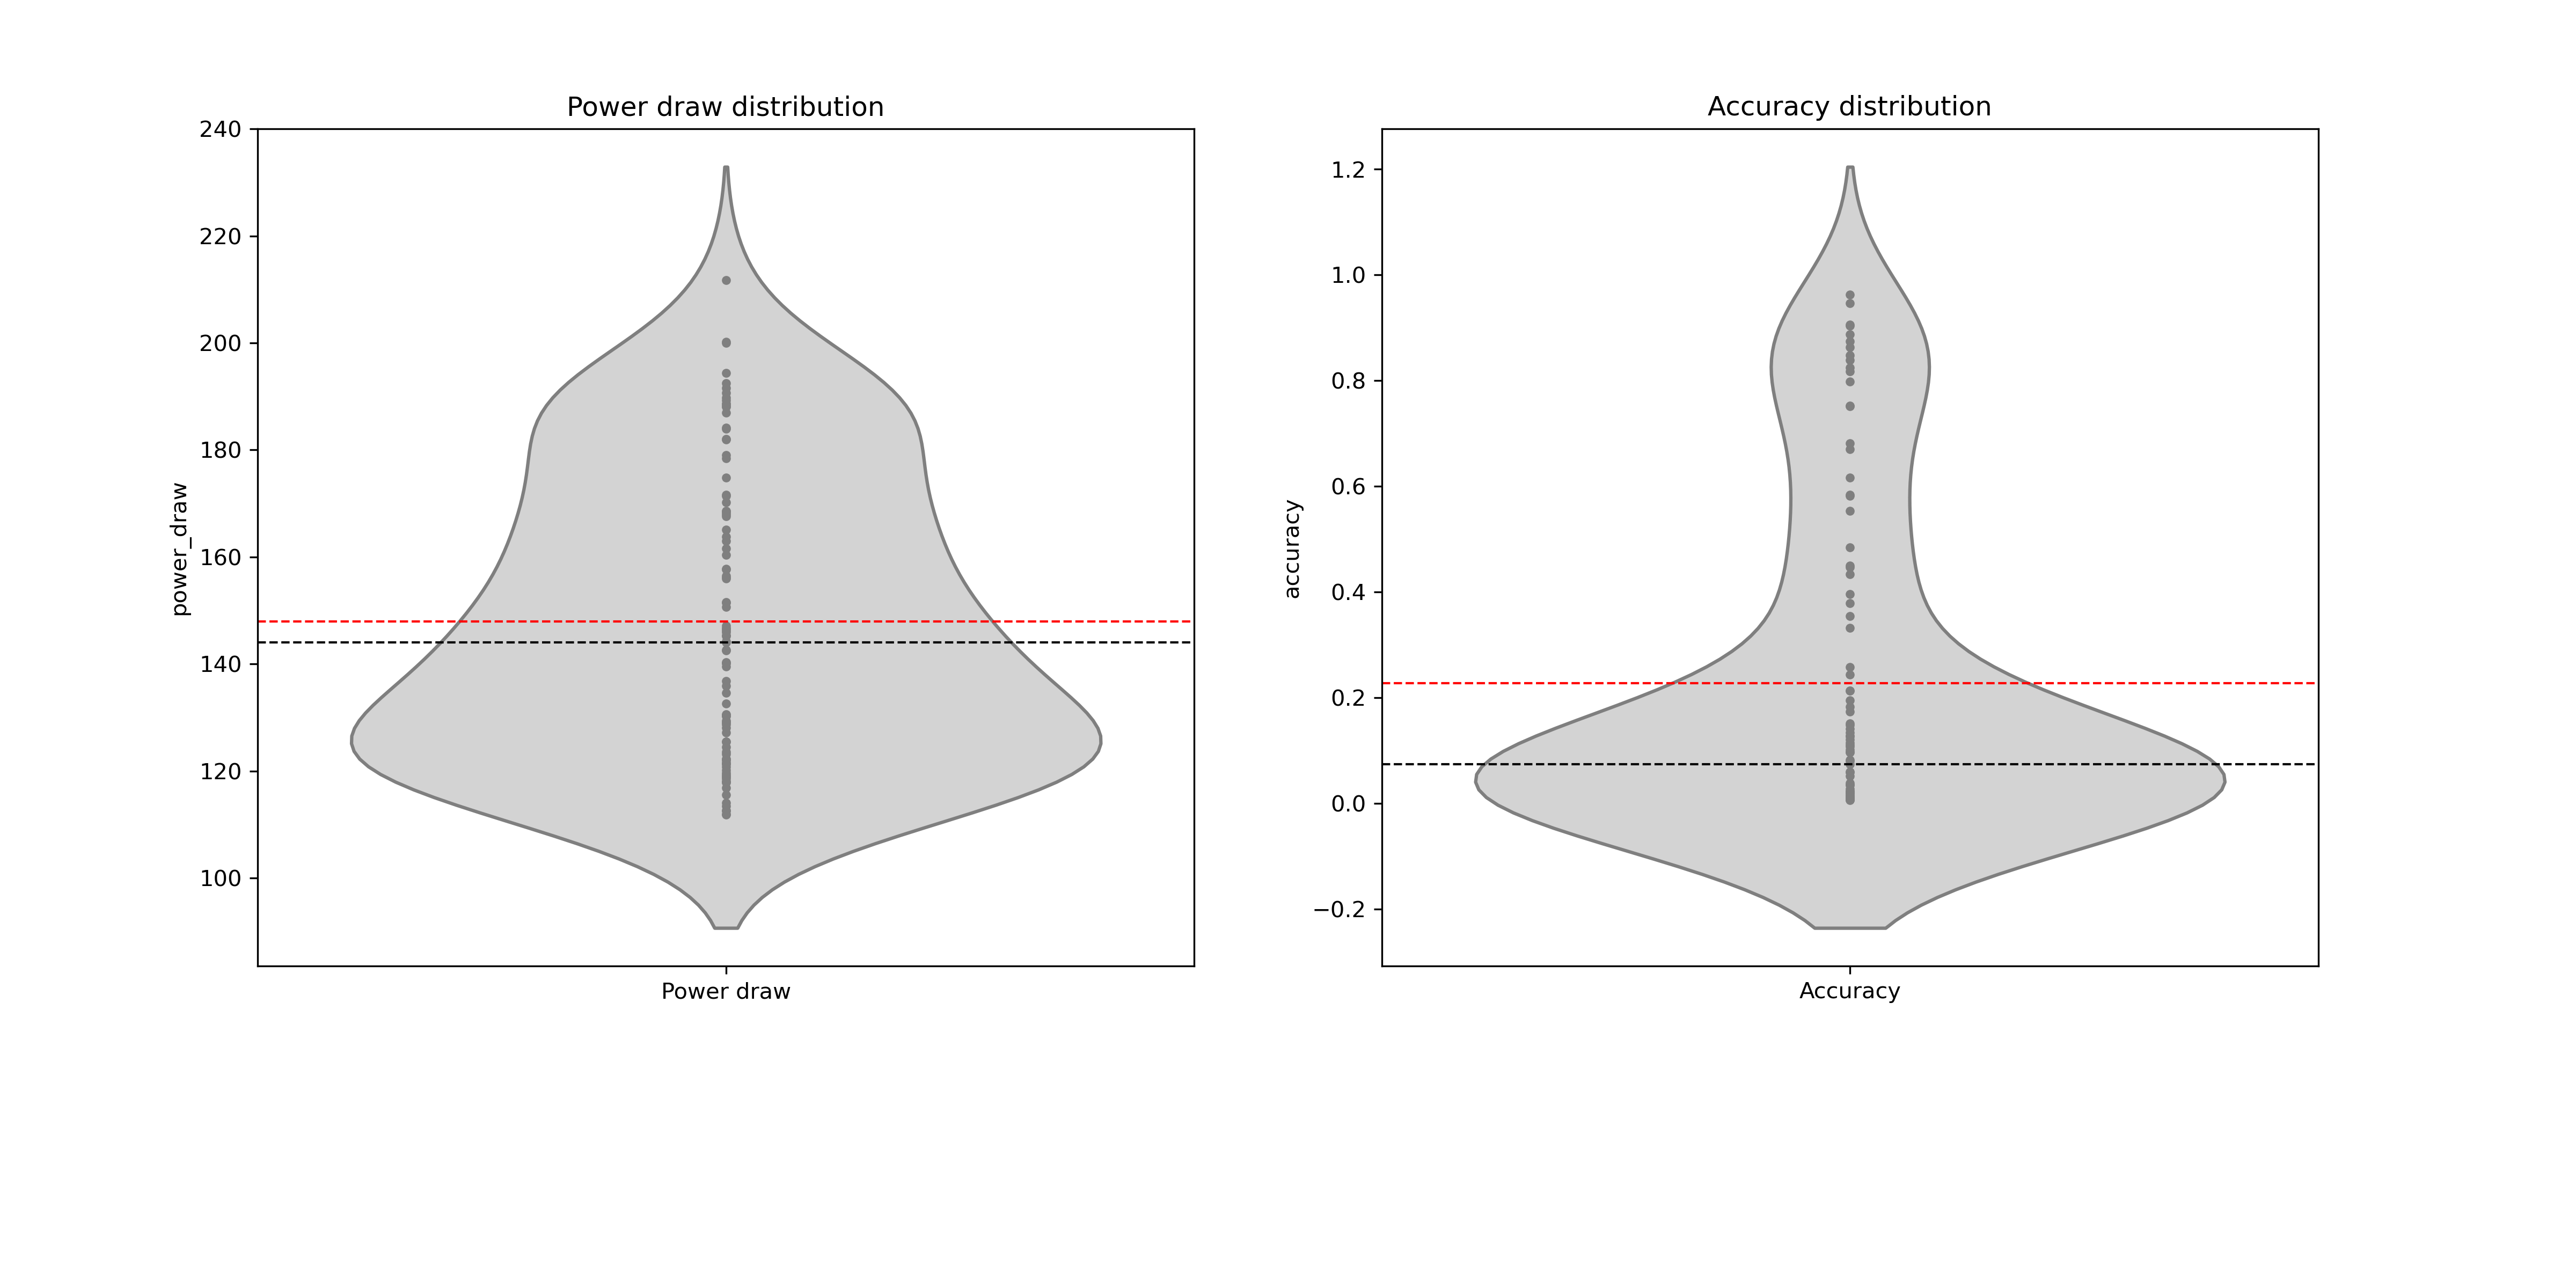 Power draw distribution
240
220
200
180
160
140
120
100
power_draw
Power draw
Accuracy distribution
1.2
1.0
0.8
0.6
0.4
0.2
0.0
−0.2
accuracy
Accuracy